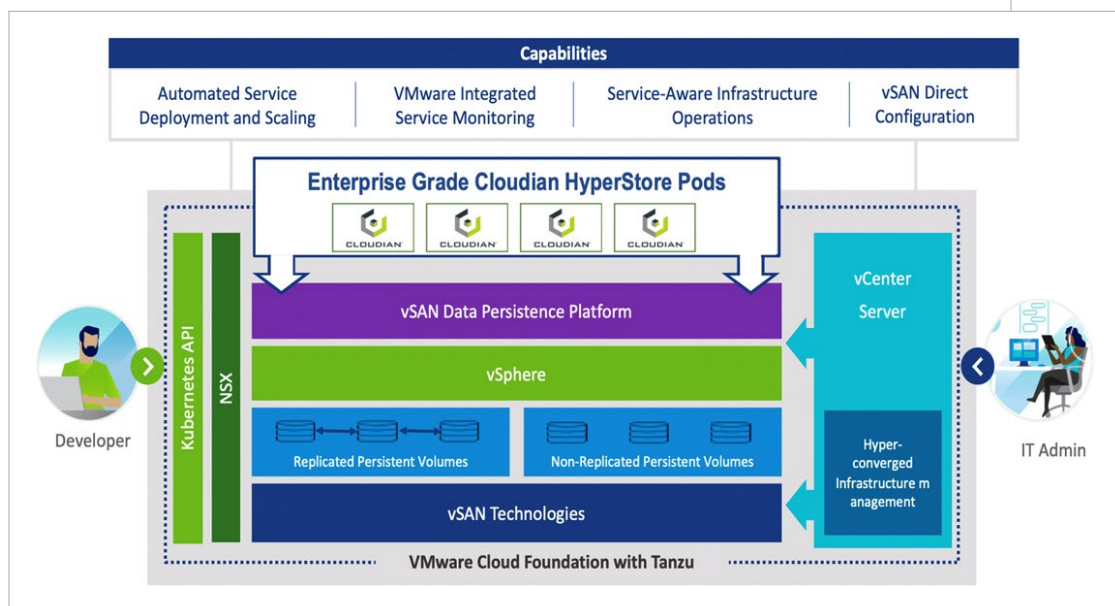 Capabilities
Automated Service
Deployment and Scaling
VMware Integrated
Service Monitoring
Service-Aware Infrastructure
Operations
vSAN Direct
Configuration
Enterprise Grade Cloudian HyperStore Pods
CLOUDIAN
CLOUDIAN
CLOUDIAN
CLOUDIAN
Developer
Kubernetes API
NSX
vSAN Data Persistence Platform
vSphere
Replicated Persistent Volumes
Non-Replicated Persistent Volumes
vSAN Technologies
vCenter
Server
Hyper-
converged
Infrastructure m
anagement
IT Admin
VMware Cloud Foundation with Tanzu